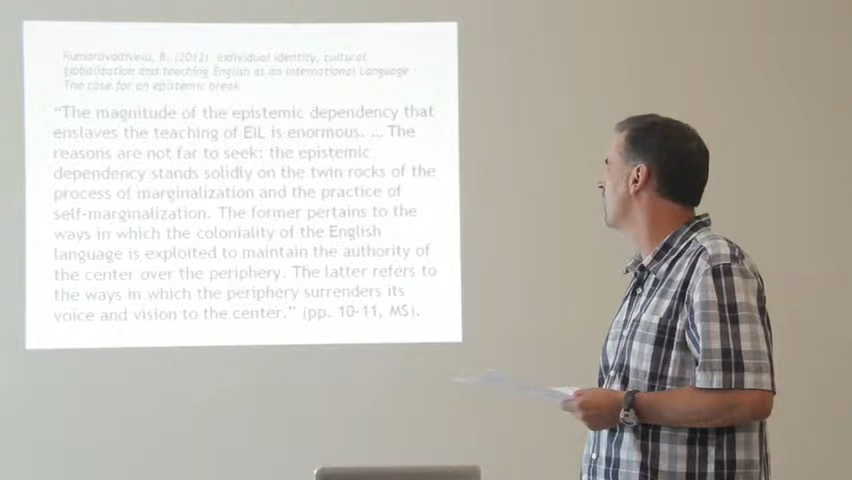 Kumaravadivelu, B. (2012) Individual identity, cultural
globalization and teaching English as an International Language
The case for an epistemic break.
“The magnitude of the epistemic dependency that
enslaves the teaching of EIL is enormous. ... The
reasons are not far to seek: the epistemic
dependency stands solidly on the twin rocks of the
process of marginalization and the practice of
self-marginalization. The former pertains to the
ways in which the coloniality of the English
language is exploited to maintain the authority of
the center over the periphery. The latter refers to
the ways in which the periphery surrenders its
voice and vision to the center.” (pp. 10-11, MS).